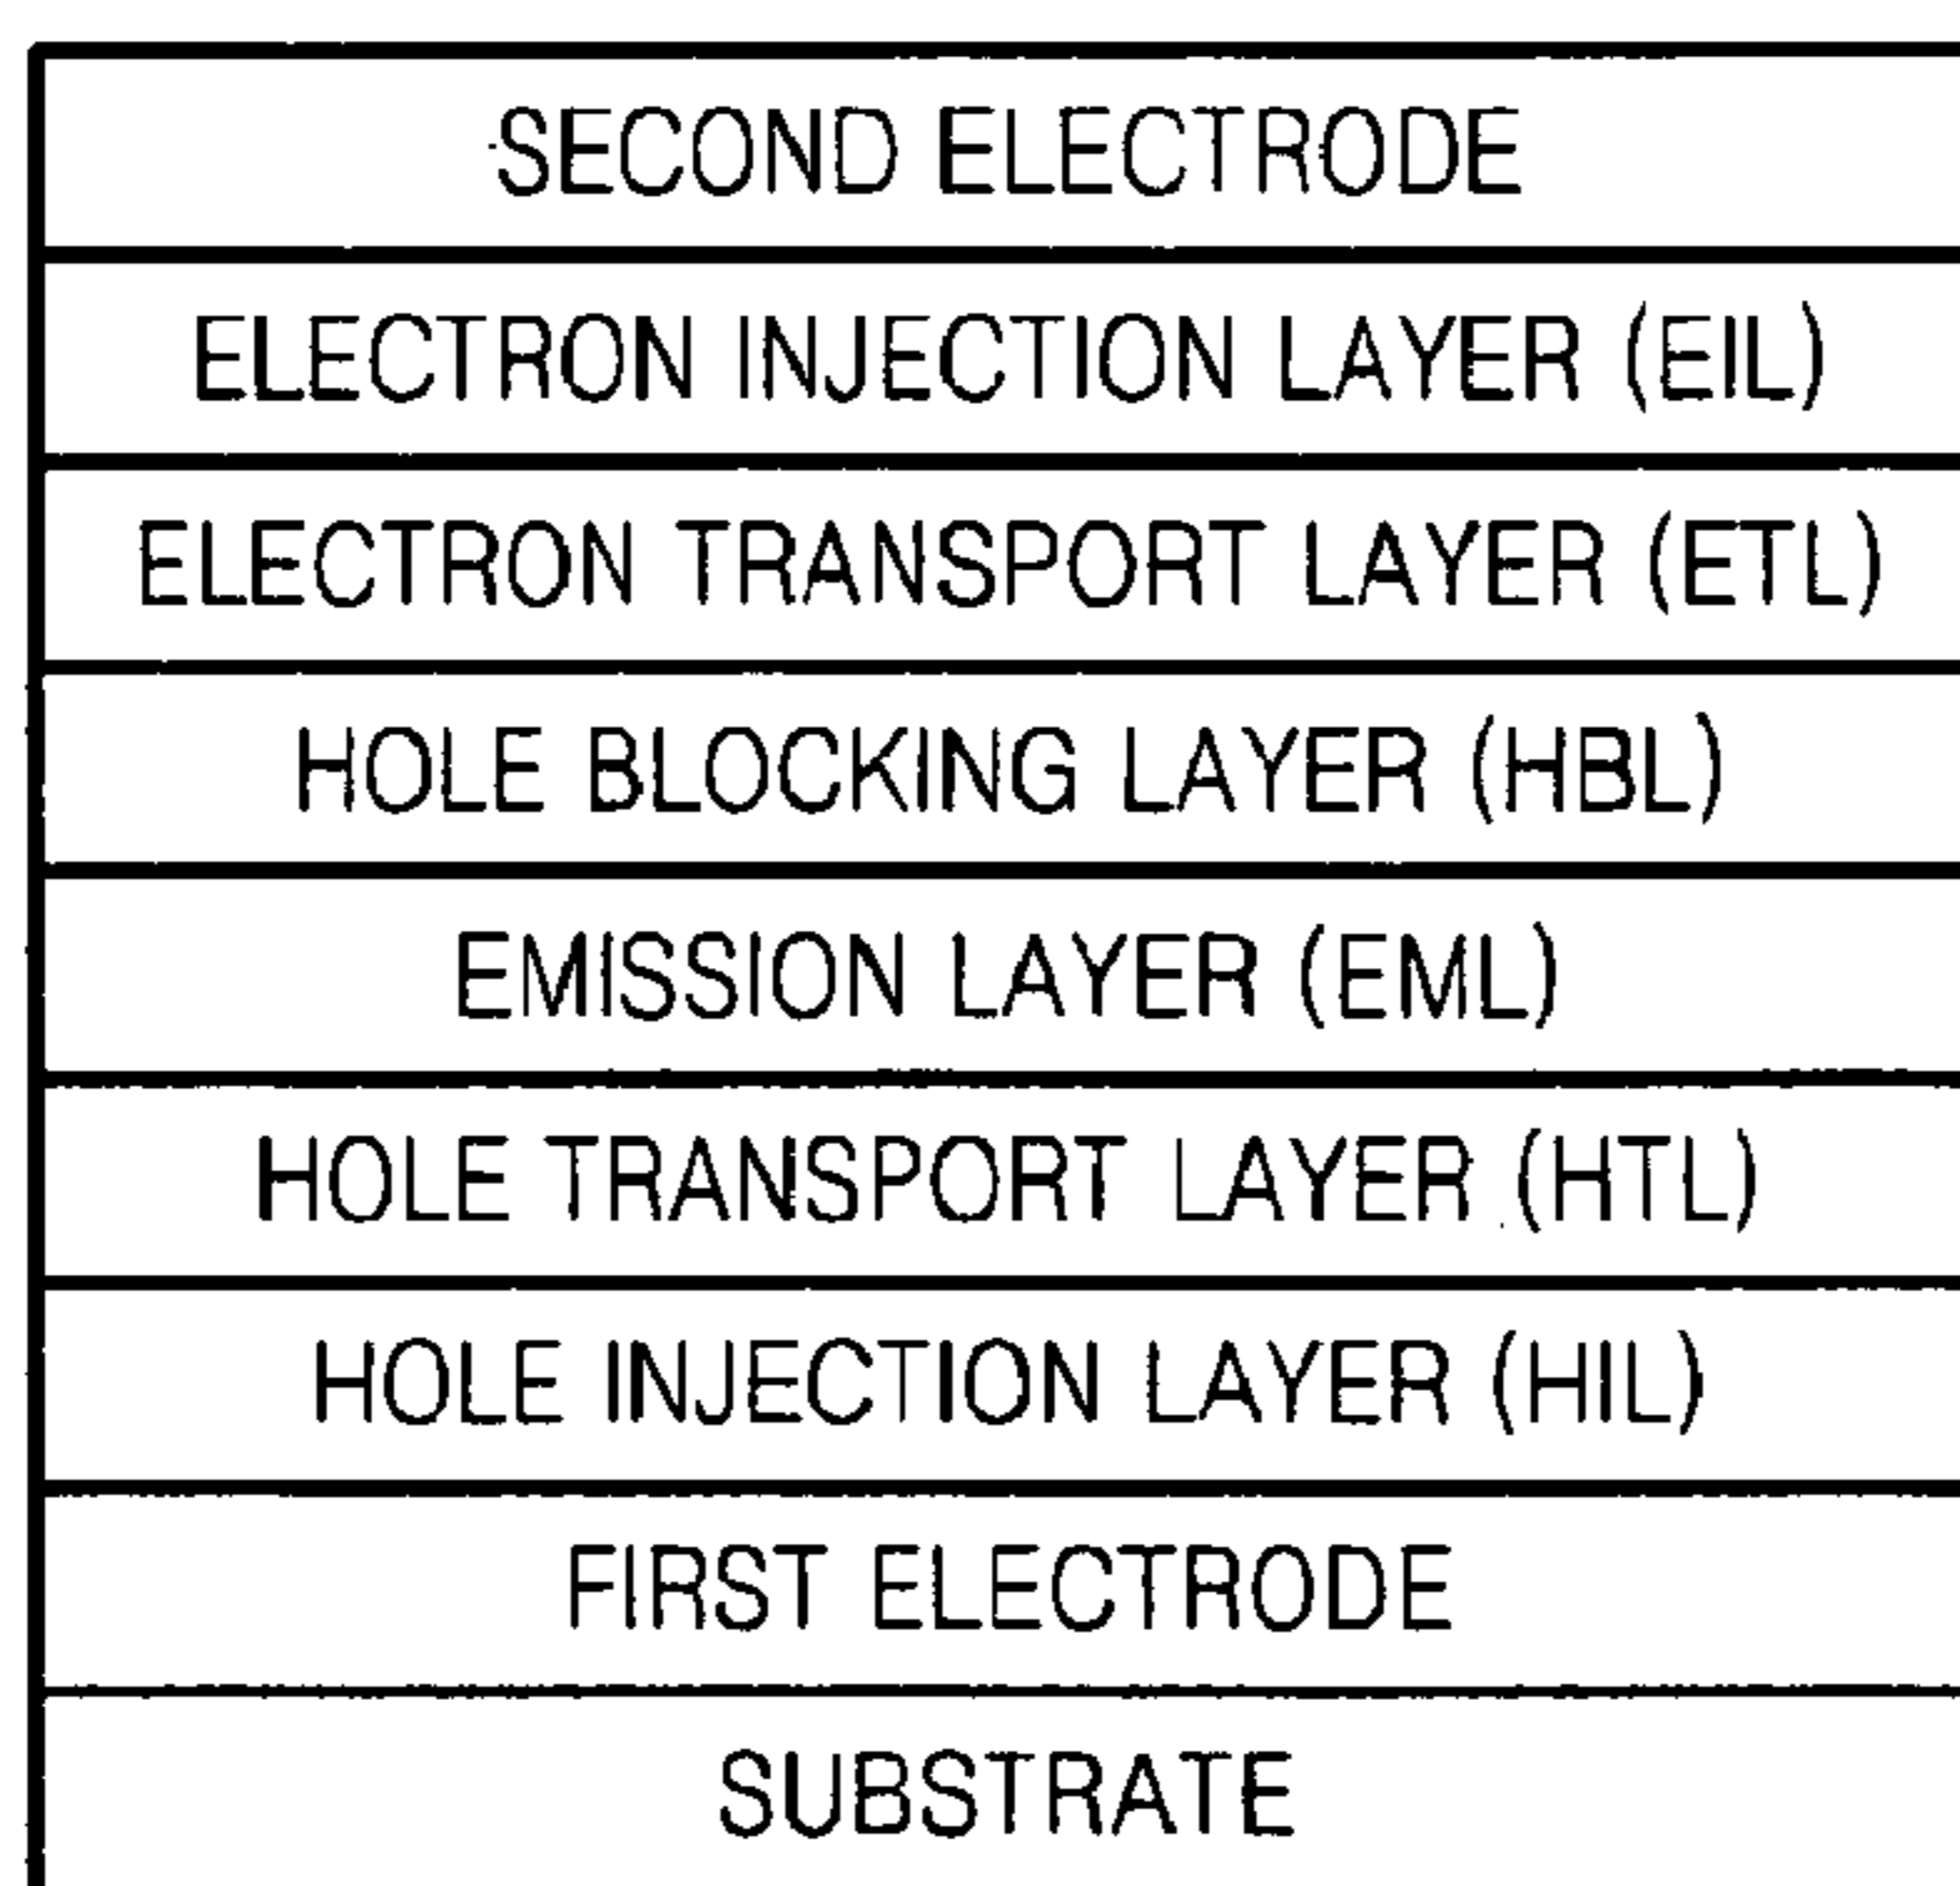 SECOND ELECTRODE
ELECTRON INJECTION LAYER (EIL)
ELECTRON TRANSPORT LAYER (ETL)
HOLE BLOCKING LAYER (HBL)
EMISSION LAYER (EML)
HOLE TRANSPORT LAYER (HTL)
HOLE INJECTION LAYER (HIL)
FIRST ELECTRODE
SUBSTRATE